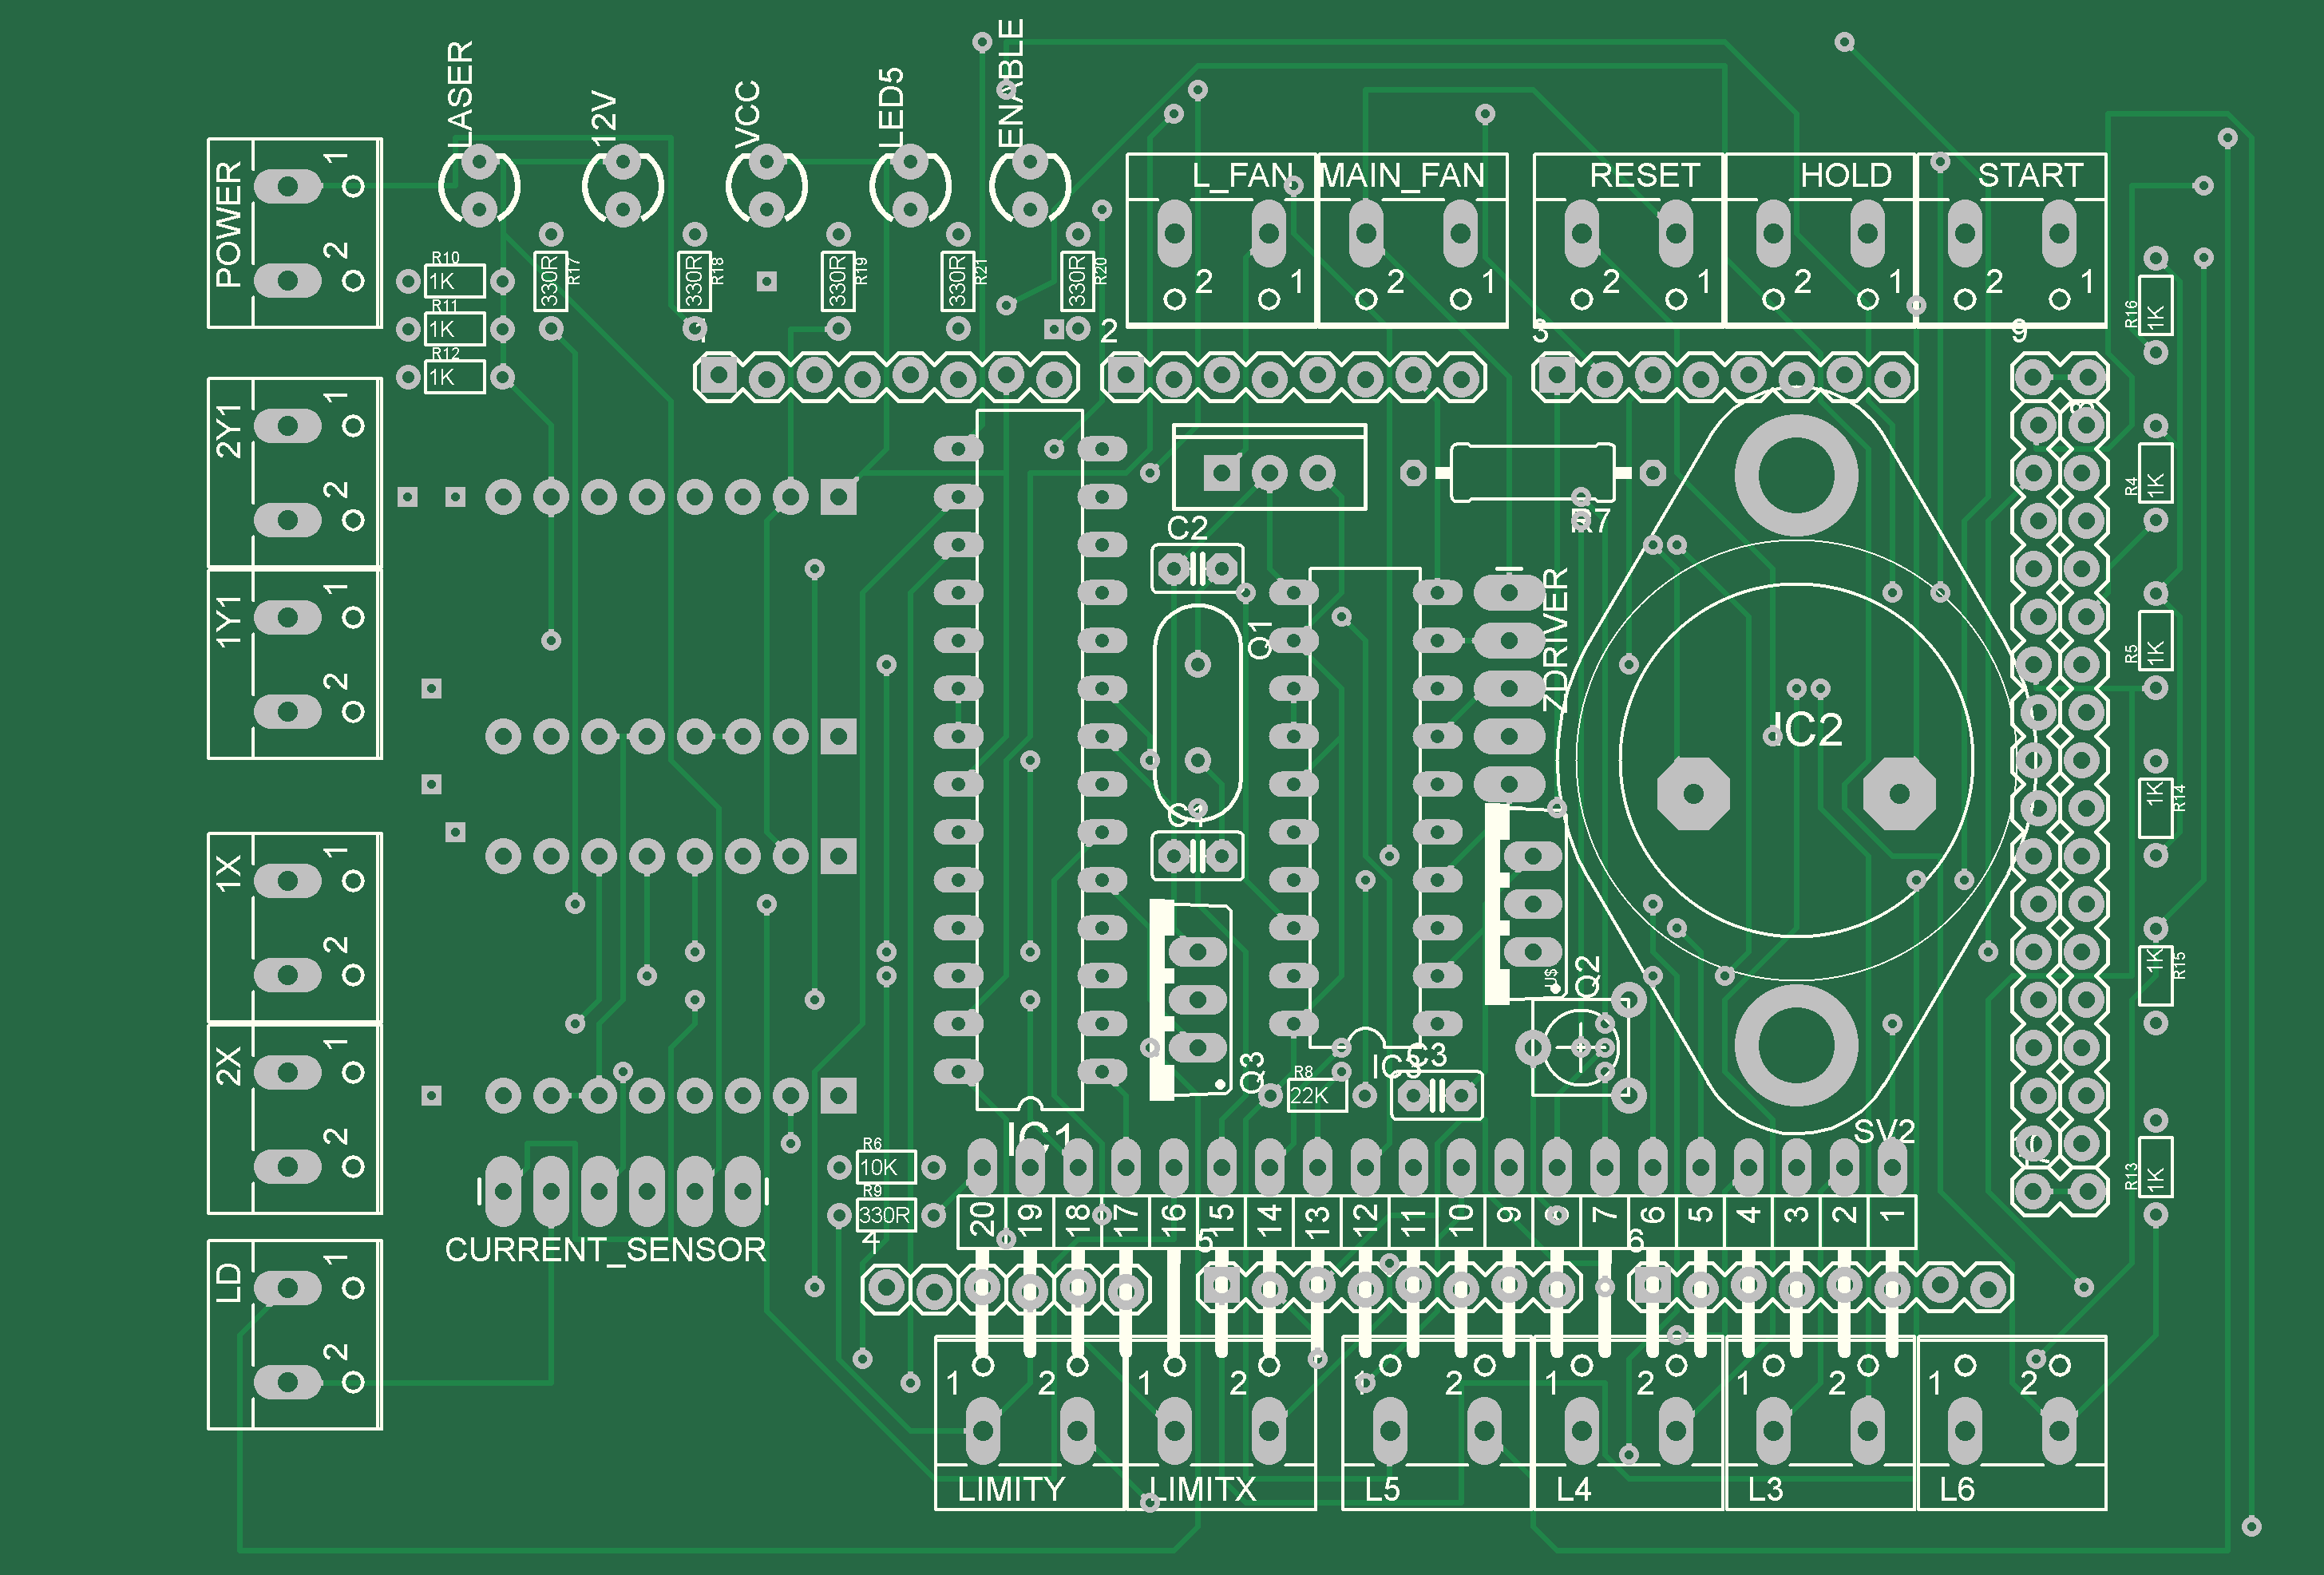 LASER
12V
VCC
LED5
ENABLE
POWER
1
2
L_FAN
MAIN_FAN
RESET
HOLD
START
2 1
2 1
2 1
2 1
2 1
R10
1K
R11
1K
R12
1K
330R
R17
330R
R18
330R
R19
330R
R21
330R
R20
R16
1K
1
2
3
9
2Y1
1
2
R4
1K
C2
R7
1Y1
1
2
Q1
ZDRIVER
IC2
R5
1K
C1
1K
R14
1X
1
2
U$
Q2
1K
R15
2X
1
2
Q3
R8
22K
IC3
C3
IC1
SV2
R13
1K
R6
10K
R9
330R
20 19 18 17 16 15 14 13 12 11 10 9 8 7 6 5 4 3 2 1
CURRENT_SENSOR
4
5
6
LD
1
2
1 2
1 2
1 2
1 2
1 2
1 2
LIMITY
LIMITX
L5
L4
L3
L6